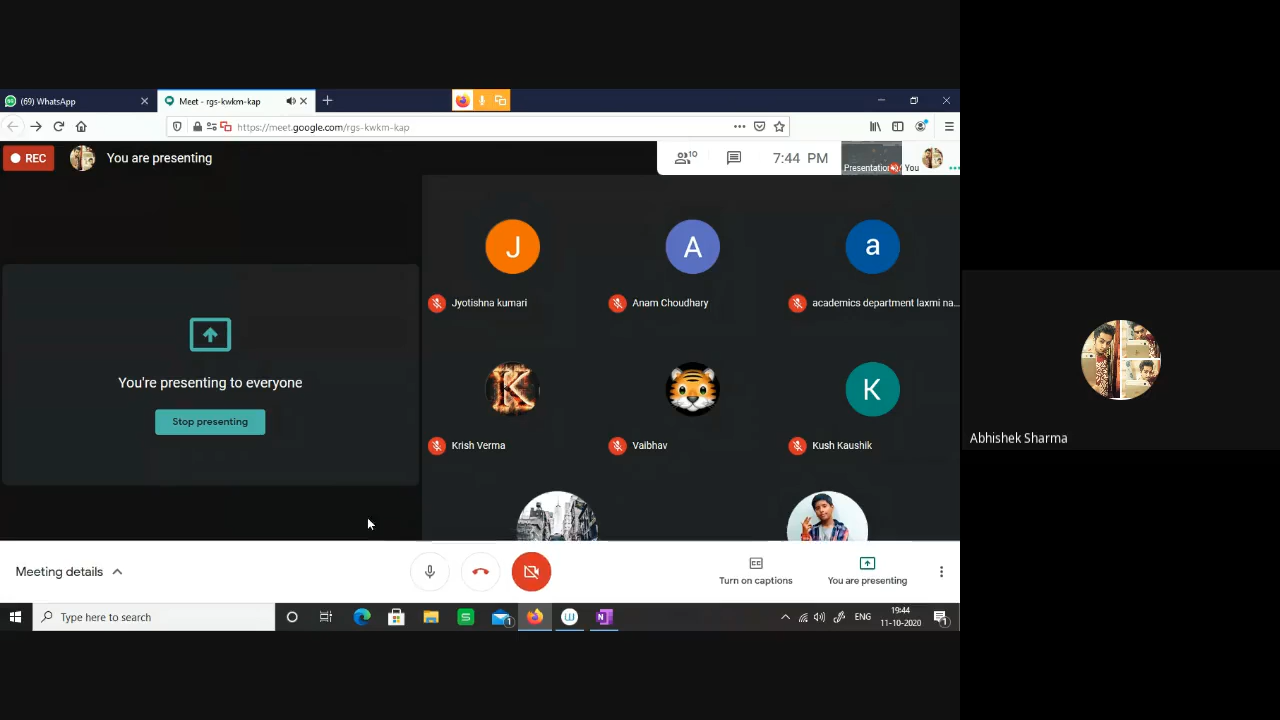 (69) WhatsApp
Meet - rgs-kwkm-kap
https://meet.google.com/rgs-kwkm-kap
REC
You are presenting
10
7:44 PM
Presentation
You
J
A
a
Jyotishna kumari
Anam Choudhary
academics department laxmi na...
You're presenting to everyone
Stop presenting
K
K
Krish Verma
Vaibhav
Kush Kaushik
Abhishek Sharma
Meeting details
CC
Turn on captions
You are presenting
Type here to search
1
ENG
19:44
11-10-2020
1